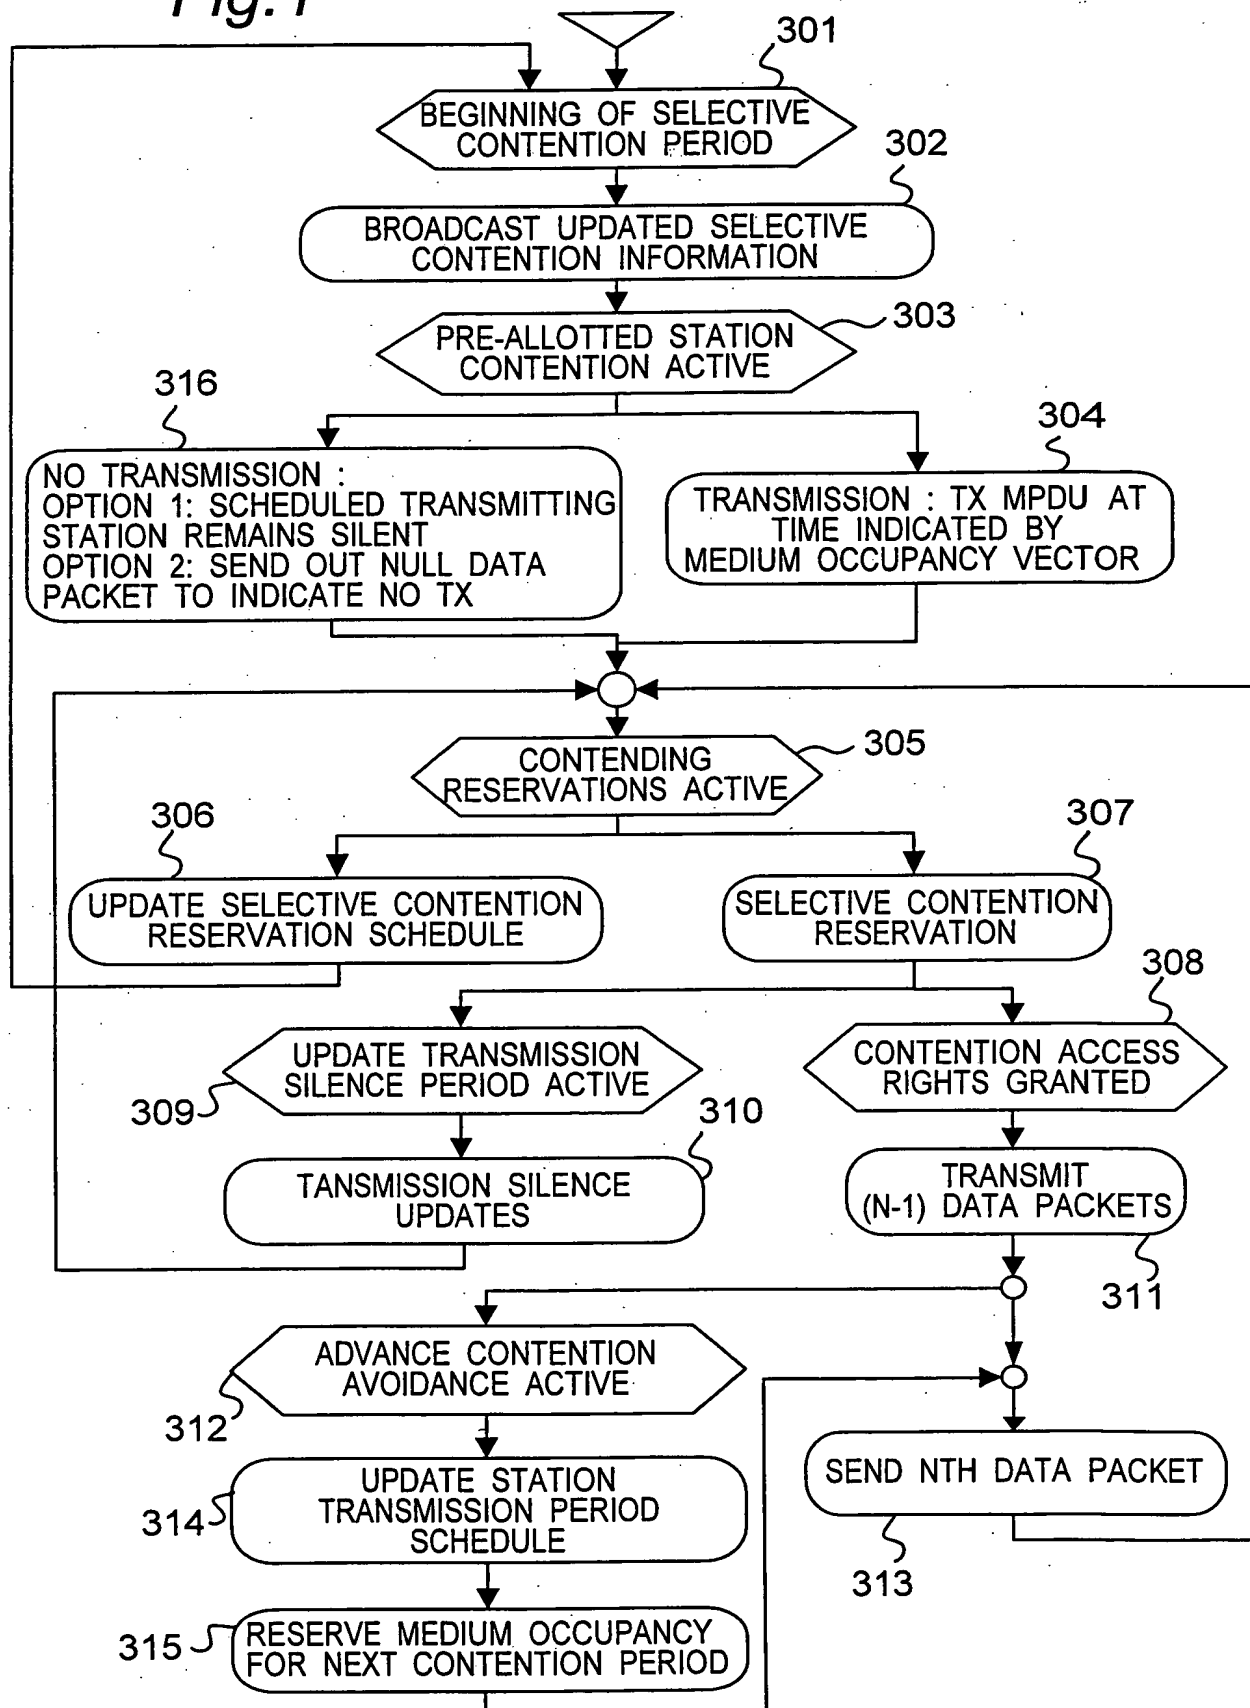 301
BEGINNING OF SELECTIVE
CONTENTION PERIOD
302
BROADCAST UPDATED SELECTIVE
CONTENTION INFORMATION
303
PRE-ALLOTTED STATION
CONTENTION ACTIVE
316
304
NO TRANSMISSION :
OPTION 1: SCHEDULED TRANSMITTING
STATION REMAINS SILENT
OPTION 2: SEND OUT NULL DATA
PACKET TO INDICATE NO TX
TRANSMISSION : TX MPDU AT
TIME INDICATED BY
MEDIUM OCCUPANCY VECTOR
305
CONTENDING
RESERVATIONS ACTIVE
306
307
UPDATE SELECTIVE CONTENTION
RESERVATION SCHEDULE
SELECTIVE CONTENTION
RESERVATION
308
UPDATE TRANSMISSION
SILENCE PERIOD ACTIVE
309
CONTENTION ACCESS
RIGHTS GRANTED
310
TANSMISSION SILENCE
UPDATES
TRANSMIT
(N-1) DATA PACKETS
311
ADVANCE CONTENTION
AVOIDANCE ACTIVE
312
UPDATE STATION
TRANSMISSION PERIOD
SCHEDULE
314
SEND NTH DATA PACKET
313
315
RESERVE MEDIUM OCCUPANCY
FOR NEXT CONTENTION PERIOD